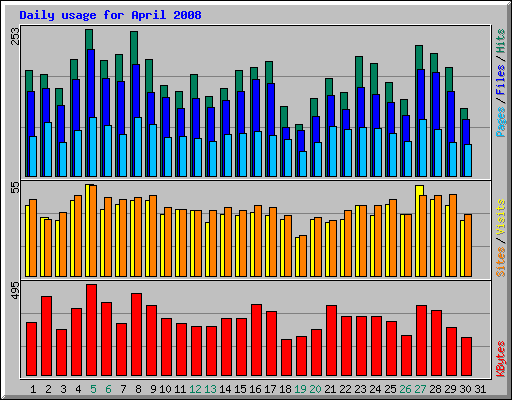 Daily usage for April 2008
253
Pages / Files / Hits
55
Sites / Visits
495
KBytes
1 2 3 4 5 6 7 8 9 10 11 12 13 14 15 16 17 18 19 20 21 22 23 24 25 26 27 28 29 30 31